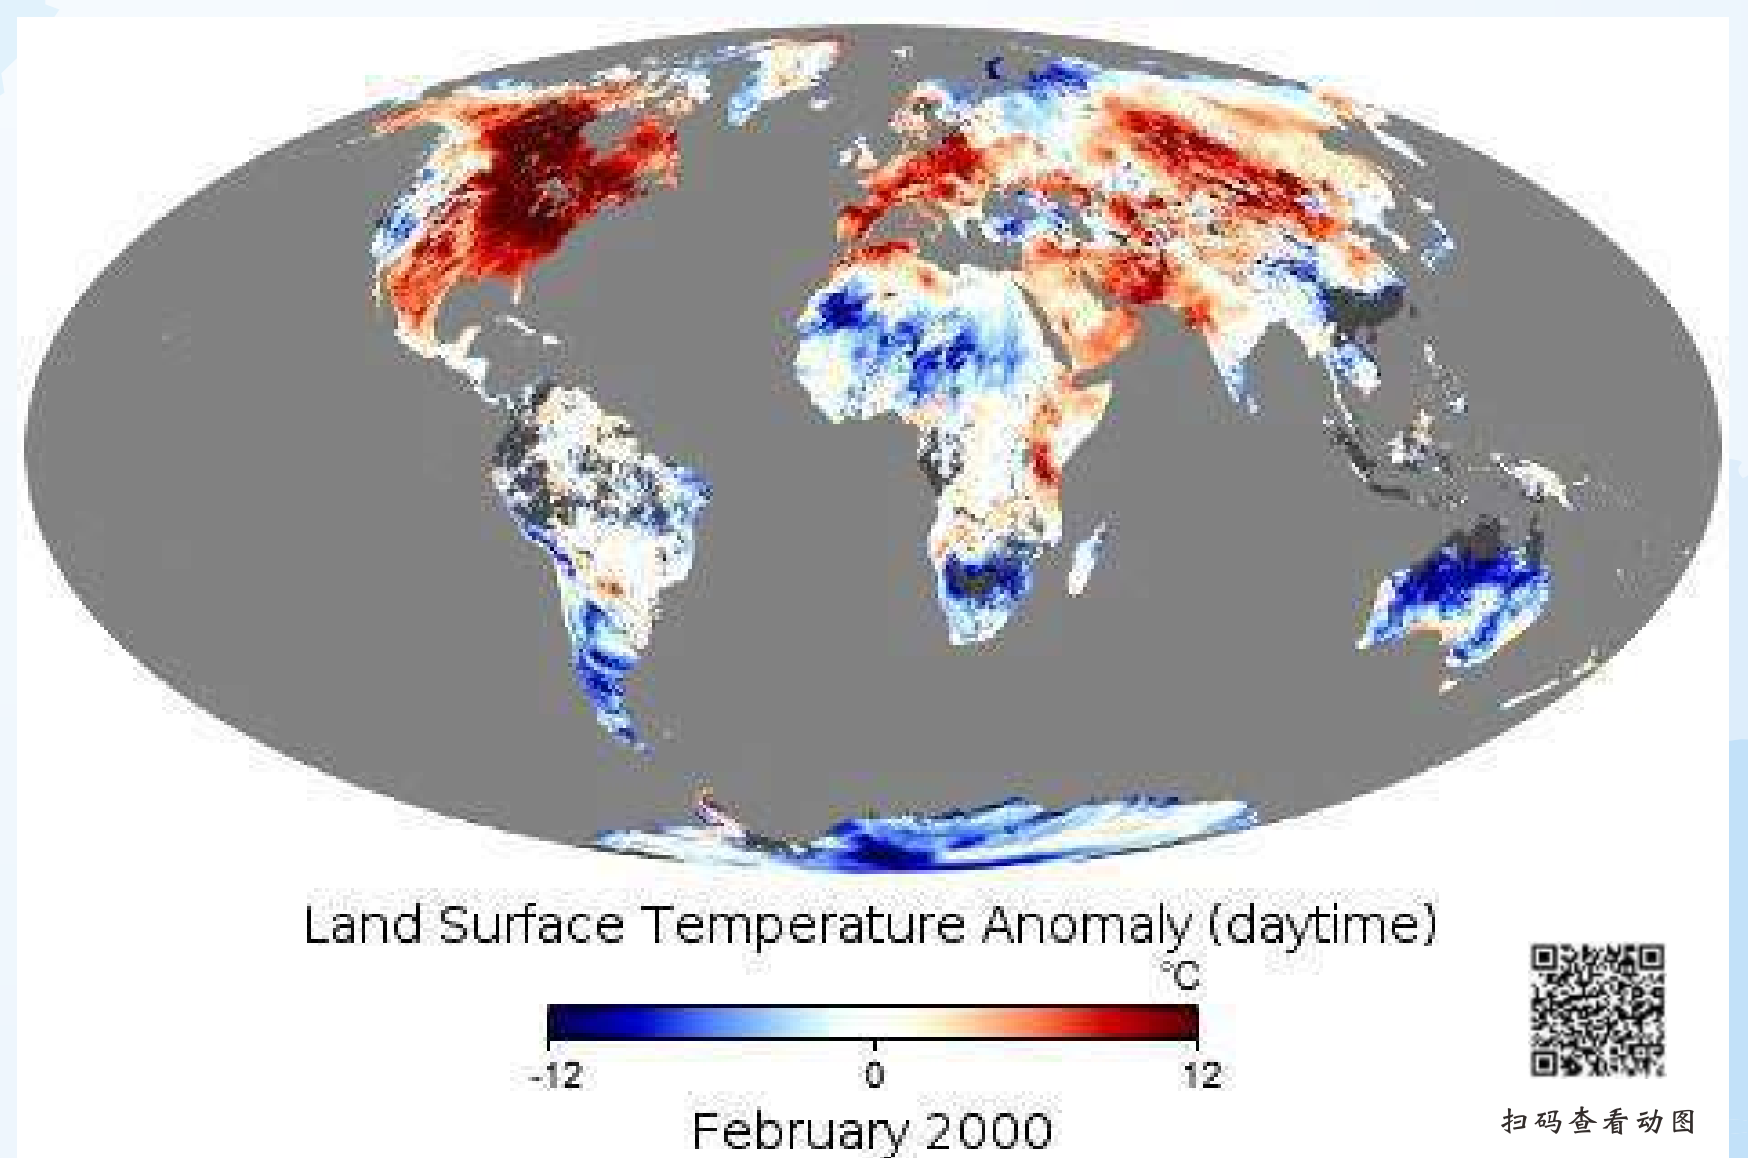 Land Surface Temperature Anomaly (daytime)
°C
-12 0 12
February 2000
扫码查看动图